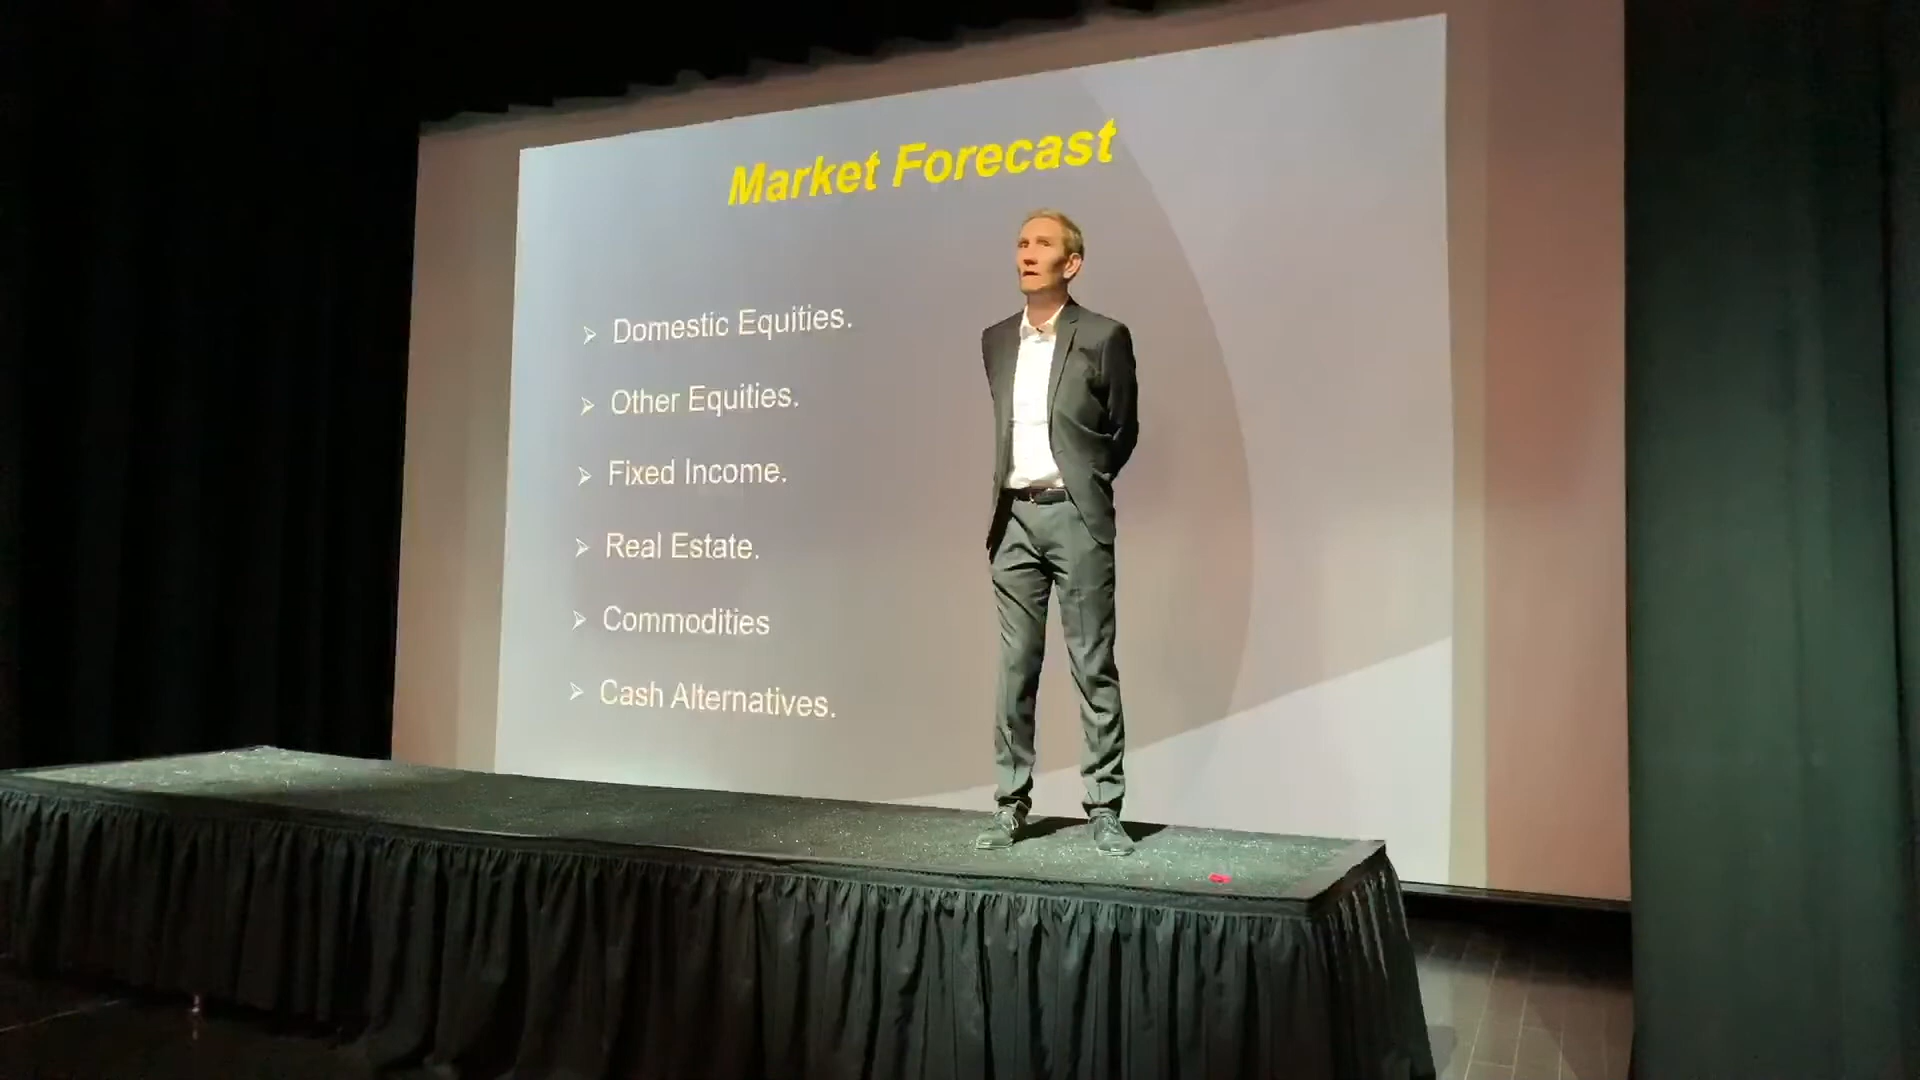 Market Forecast
Domestic Equities.
Other Equities.
Fixed Income.
Real Estate.
Commodities
Cash Alternatives.